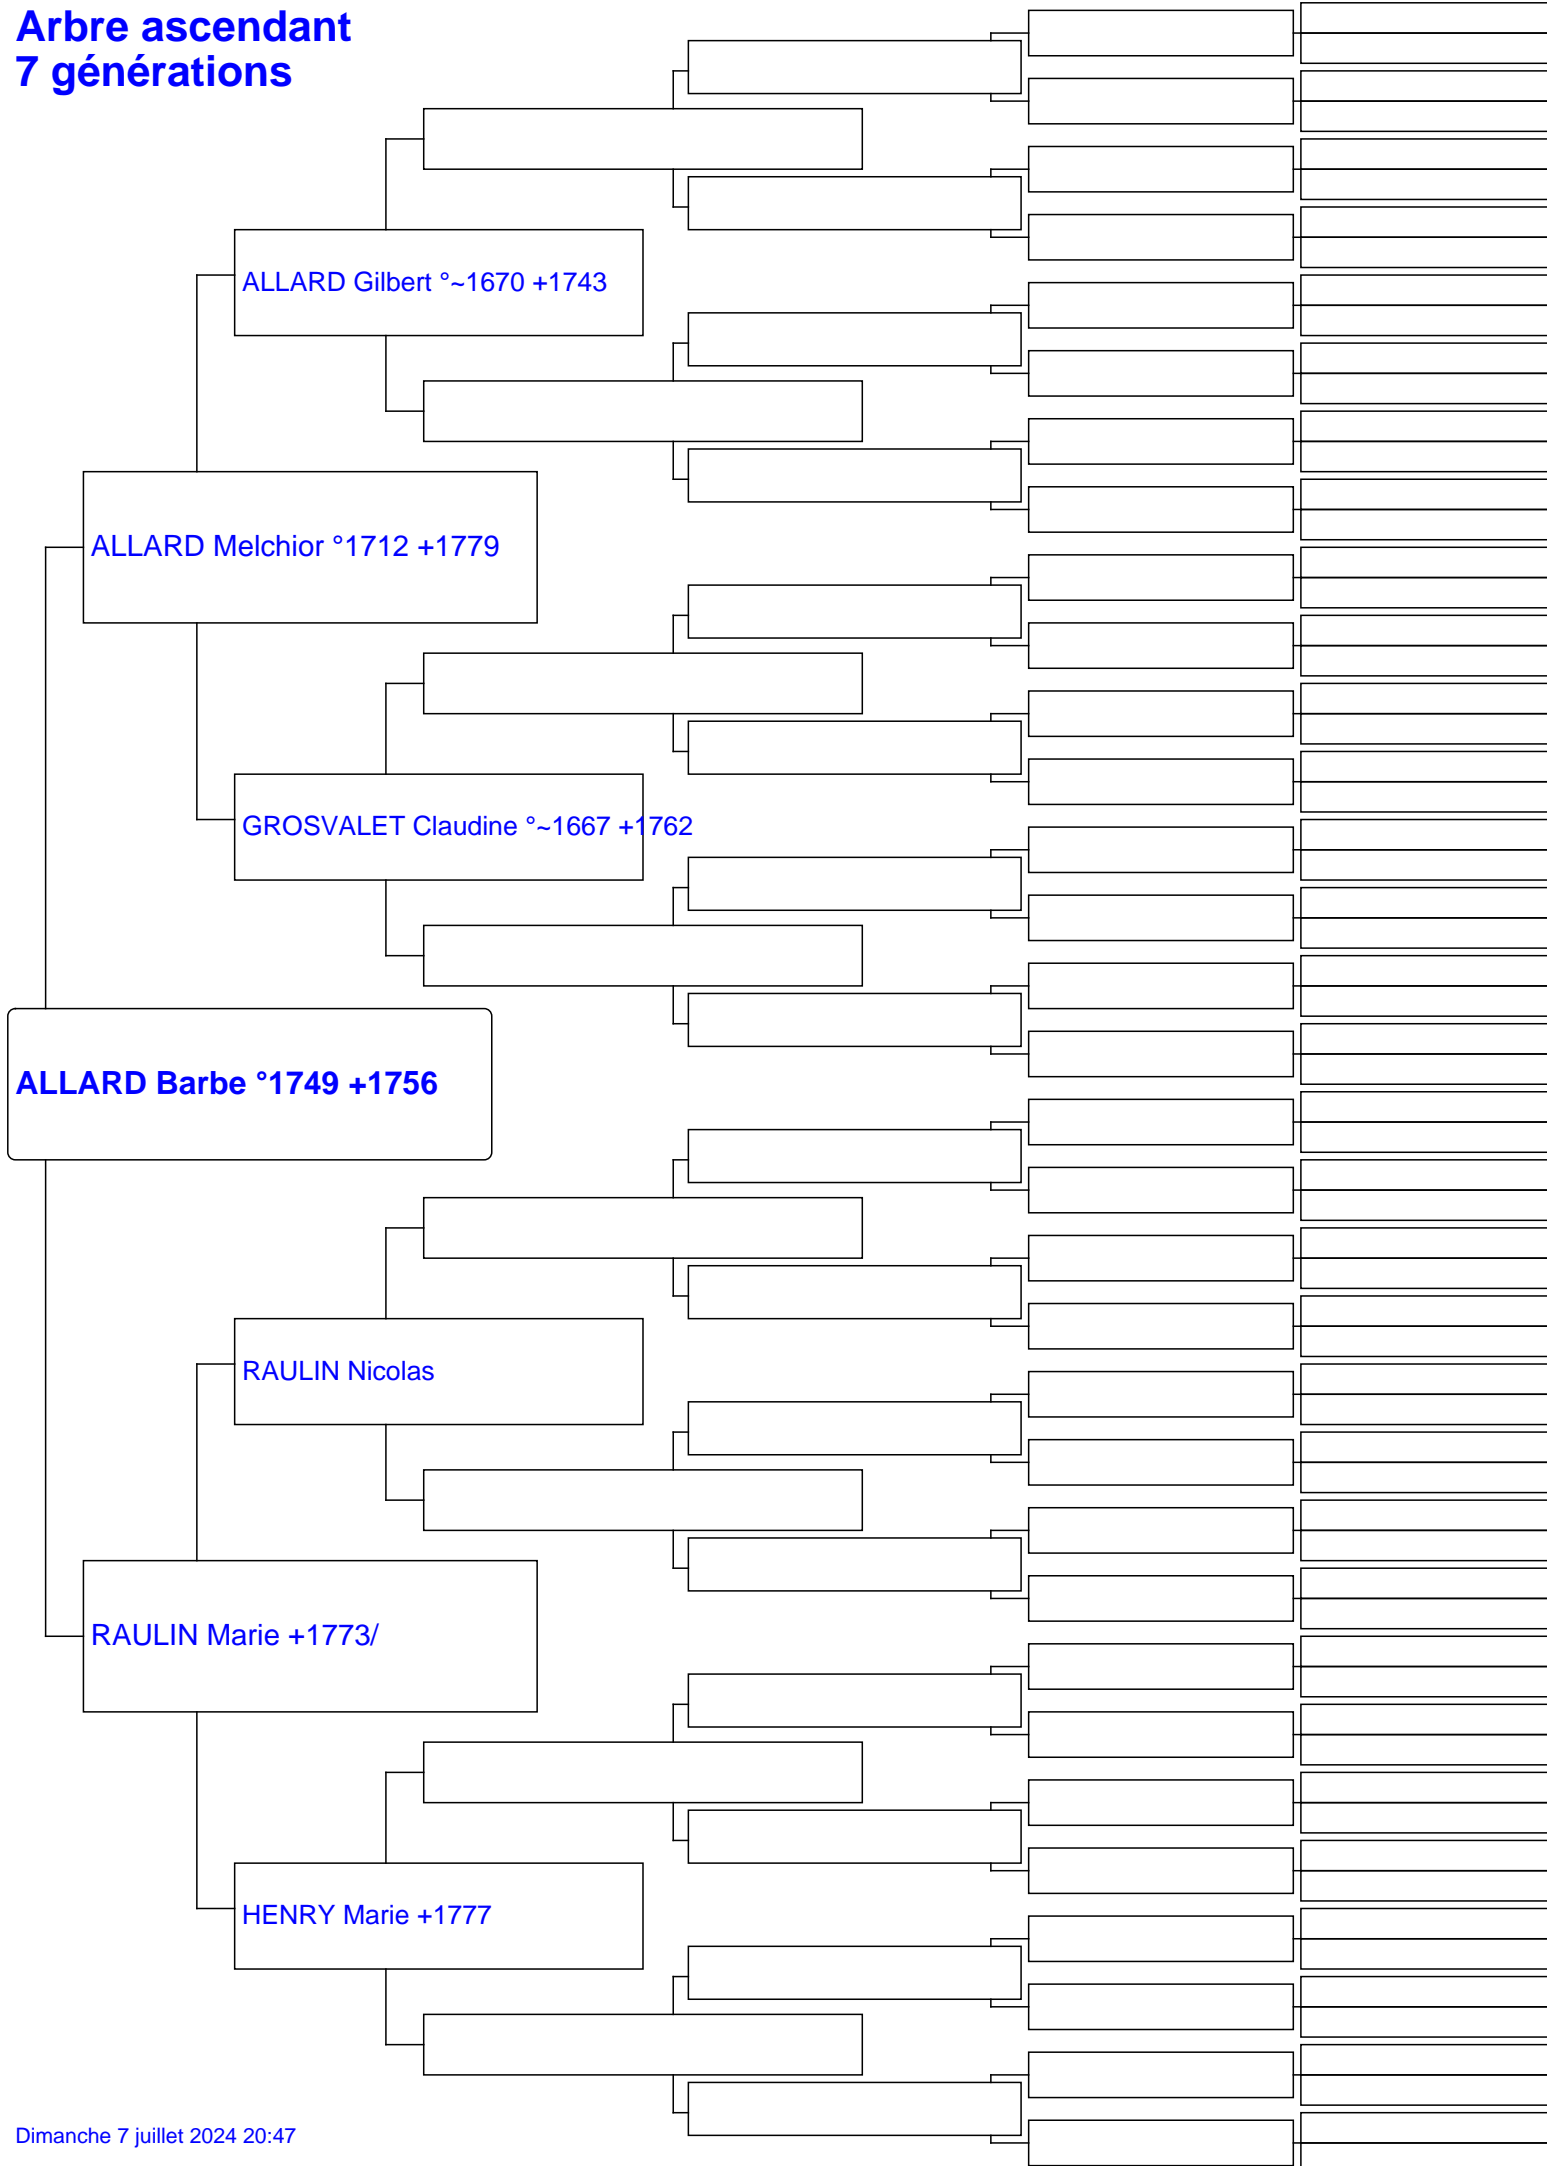 Arbre ascendant
7 générations
ALLARD Gilbert °~1670 +1743
ALLARD Melchior °1712 +1779
GROSVALET Claudine °~1667 +1762
ALLARD Barbe °1749 +1756
RAULIN Nicolas
RAULIN Marie +1773/
HENRY Marie +1777
Dimanche 7 juillet 2024 20:47